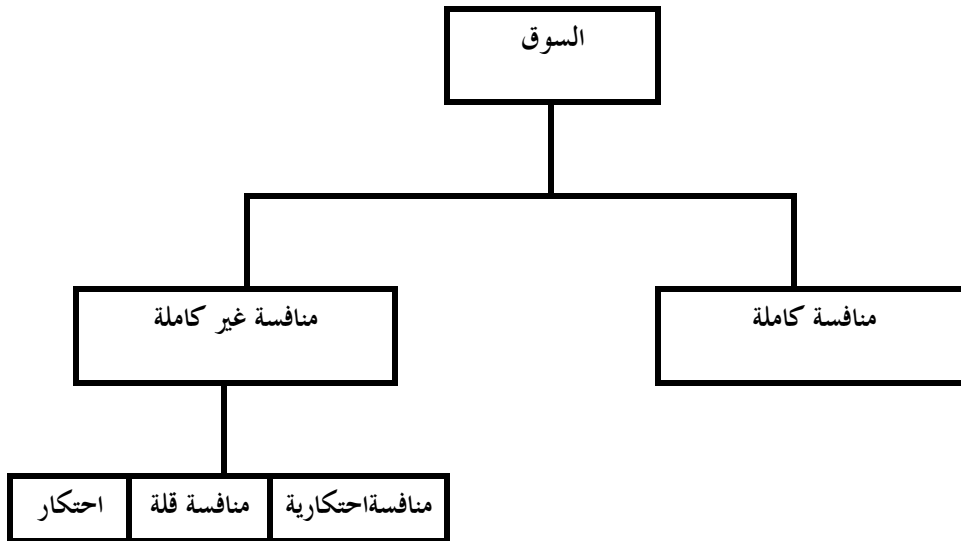 السوق
منافسة كاملة
منافسة غير كاملة
منافسةاحتكارية
منافسة قلة
احتكار